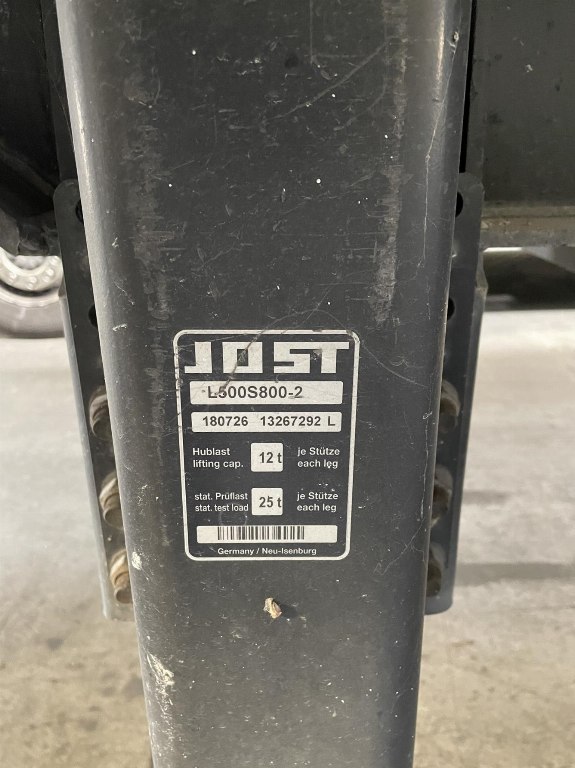 JOST
L500S800-2
180726 13267292 L
Hublast 12 t je Stütze
lifting cap. each leg
stat. Prüflast 25 t je Stütze
stat. test load each leg
Germany / Neu-Isenburg